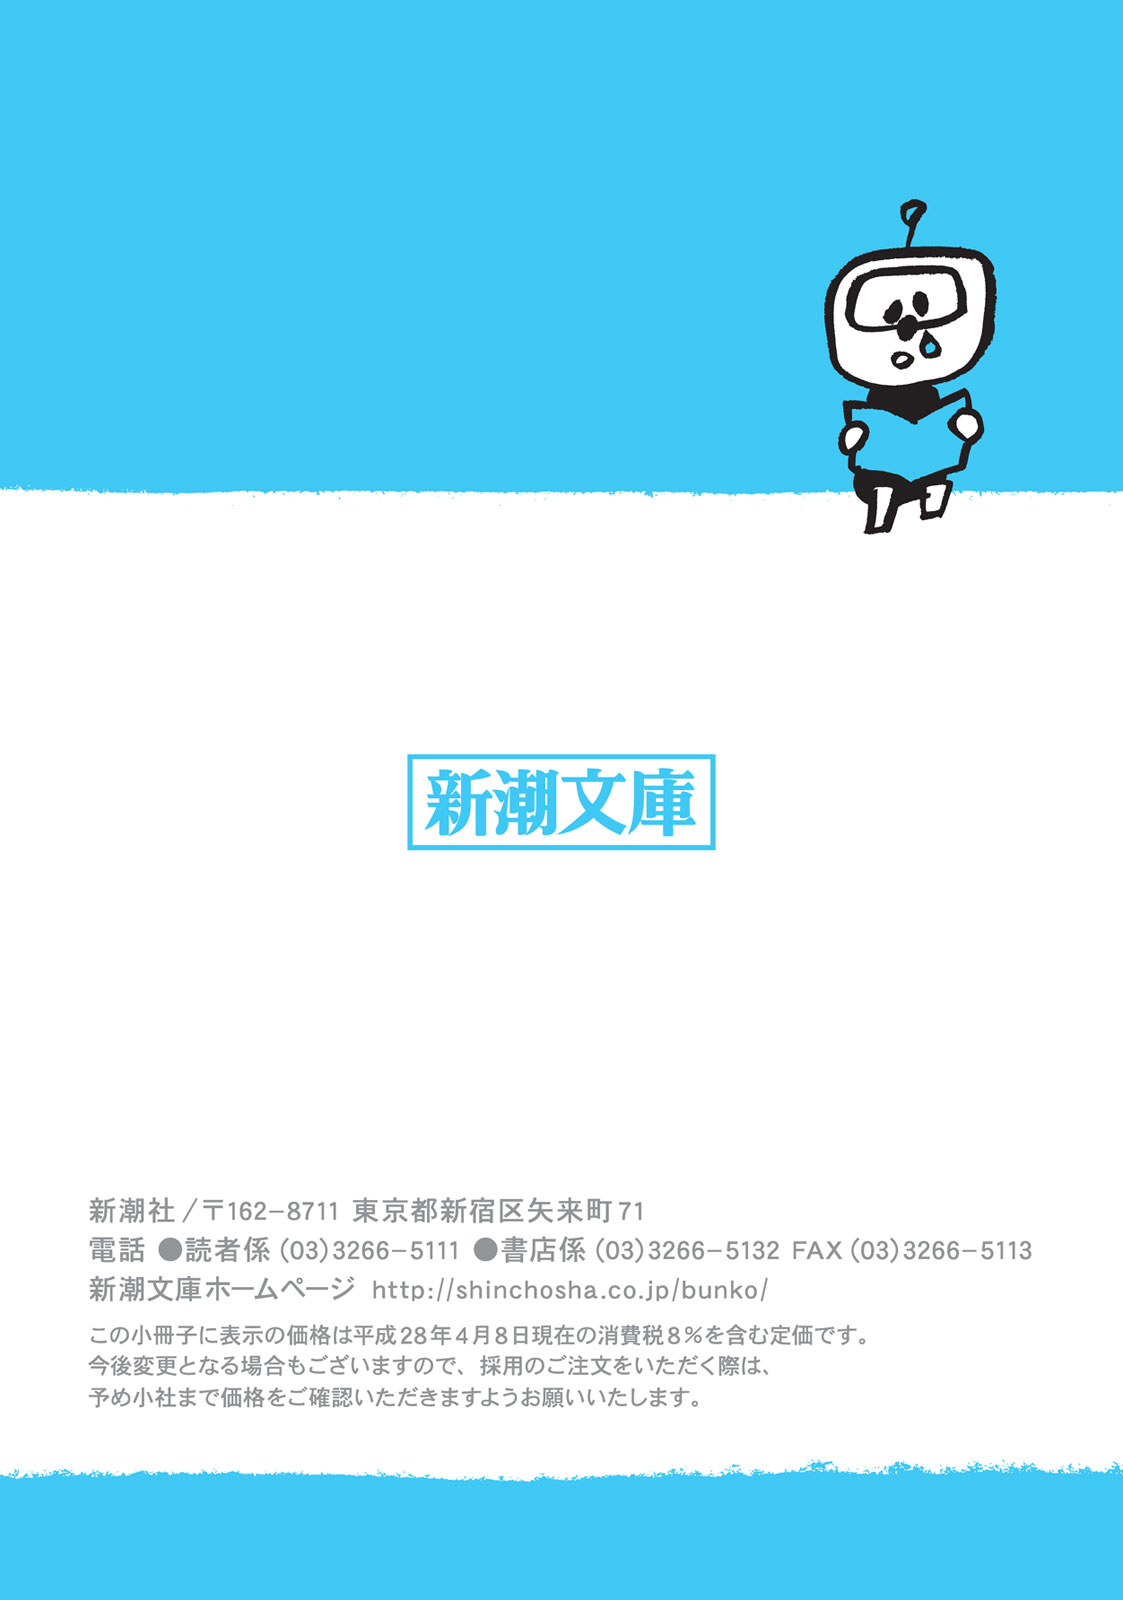 新潮文庫
新潮社/〒162-8711 東京都新宿区矢来町71
電話 ●読者係(03)3266-5111 ●書店係(03)3266-5132 FAX(03)3266-5113
新潮文庫ホームページ http://shinchosha.co.jp/bunko/
この小冊子に表示の価格は平成28年4月8日現在の消費税8%を含む定価です。
今後変更となる場合もございますので、採用のご注文をいただく際は、
予め小社まで価格をご確認いただきますようお願いいたします。